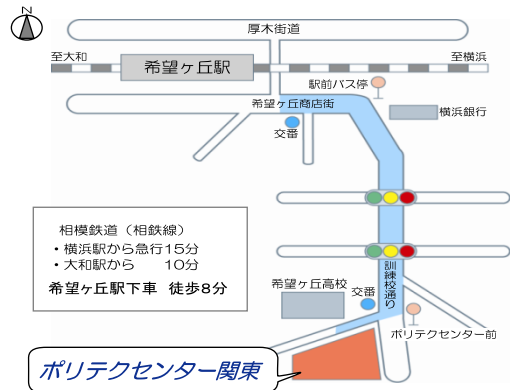 N
厚木街道
至大和
至横浜
希望ヶ丘駅
駅前バス停
希望ヶ丘商店街
横浜銀行
交番
相模鉄道（相鉄線）
・横浜駅から急行15分
・大和駅から　　10分
希望ヶ丘駅下車　徒歩8分
訓練校通り
希望ヶ丘高校
交番
ポリテクセンター前
ポリテクセンター関東